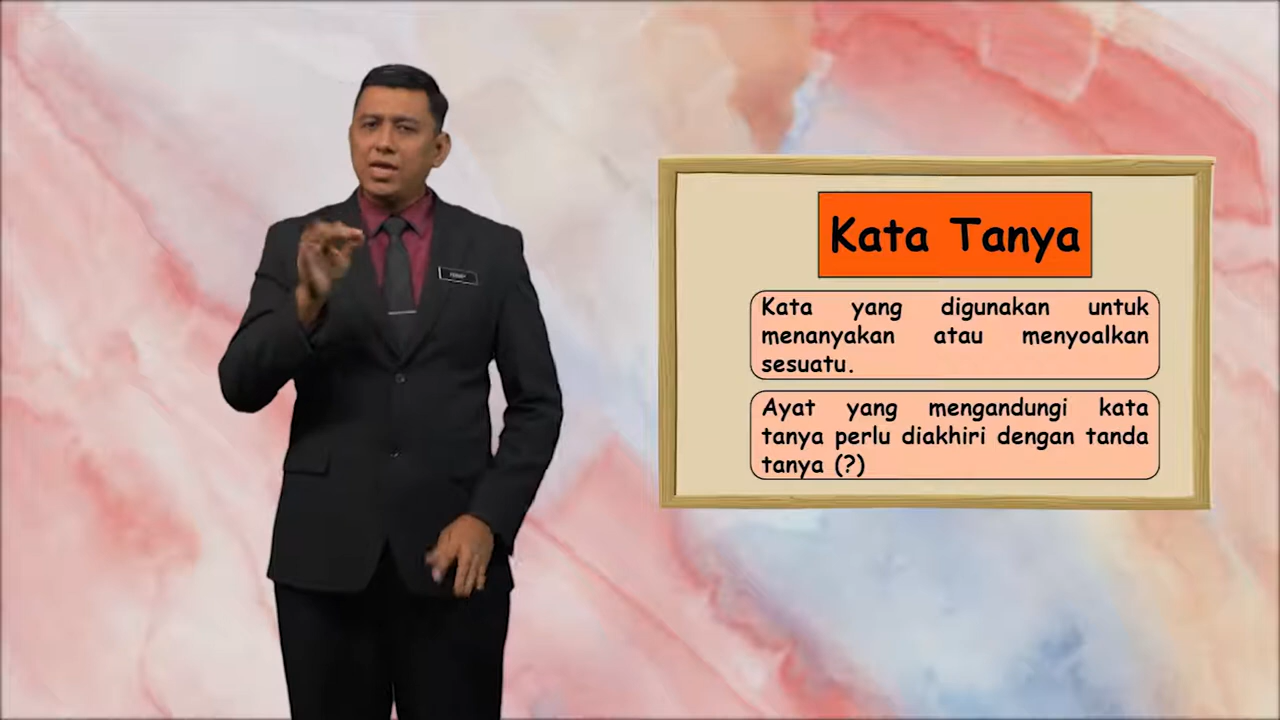 Kata Tanya
Kata yang digunakan untuk
menanyakan atau menyoalkan
sesuatu.
Ayat yang mengandungi kata
tanya perlu diakhiri dengan tanda
tanya (?)